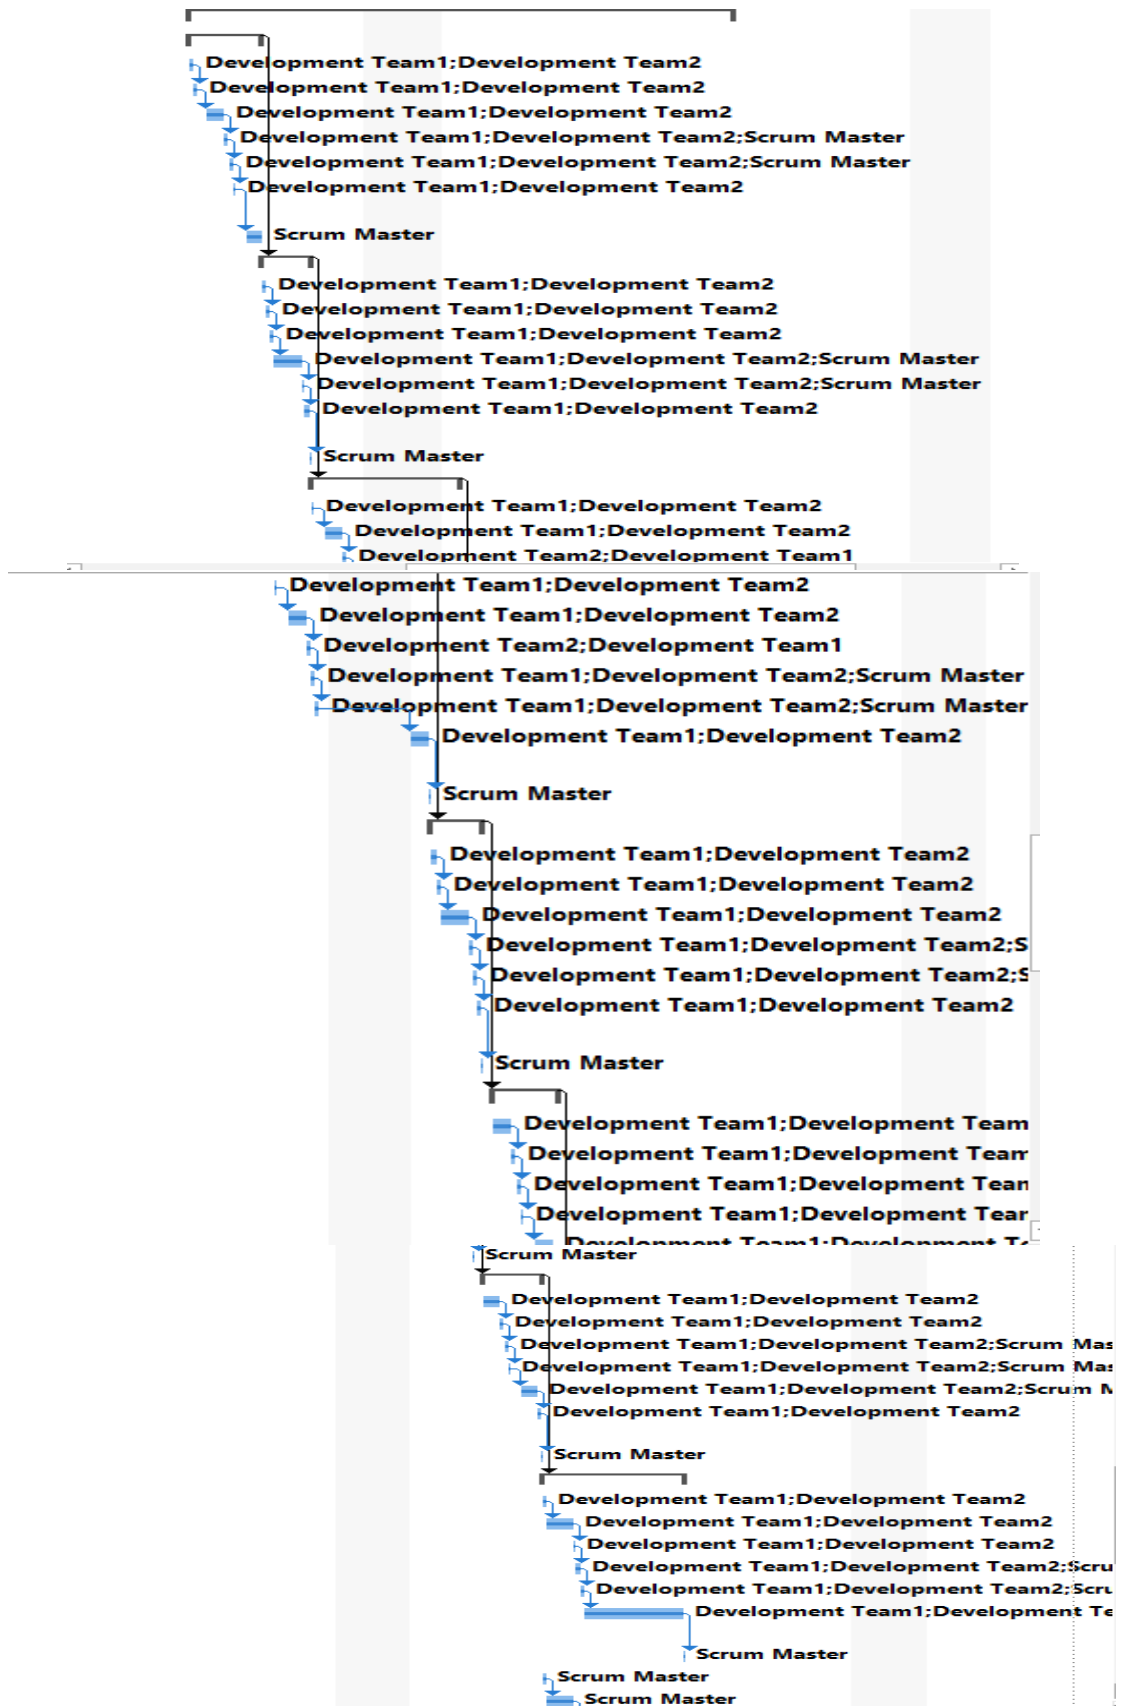 Development Team1;Development Team2
Development Team1;Development Team2
Development Team1;Development Team2
Development Team1;Development Team2;Scrum Master
Development Team1;Development Team2;Scrum Master
Development Team1;Development Team2
Scrum Master
Development Team1;Development Team2
Development Team1;Development Team2
Development Team1;Development Team2
Development Team1;Development Team2;Scrum Master
Development Team1;Development Team2;Scrum Master
Development Team1;Development Team2
Scrum Master
Development Team1;Development Team2
Development Team1;Development Team2
Development Team2;Development Team1
Development Team1;Development Team2
Development Team1;Development Team2
Development Team2;Development Team1
Development Team1;Development Team2;Scrum Master
Development Team1;Development Team2;Scrum Master
Development Team1;Development Team2
Scrum Master
Development Team1;Development Team2
Development Team1;Development Team2
Development Team1;Development Team2
Development Team1;Development Team2;S
Development Team1;Development Team2;S
Development Team1;Development Team2
Scrum Master
Development Team1;Development Team
Development Team1;Development Team
Development Team1;Development Tean
Development Team1;Development Tear
Development Team1;Development Te
Scrum Master
Development Team1;Development Team2
Development Team1;Development Team2
Development Team1;Development Team2;Scrum Mas
Development Team1;Development Team2;Scrum Mas
Development Team1;Development Team2;Scrum M
Development Team1;Development Team2
Scrum Master
Development Team1;Development Team2
Development Team1;Development Team2
Development Team1;Development Team2
Development Team1;Development Team2;Scru
Development Team1;Development Team2;Scru
Development Team1;Development Te
Scrum Master
Scrum Master
Scrum Master